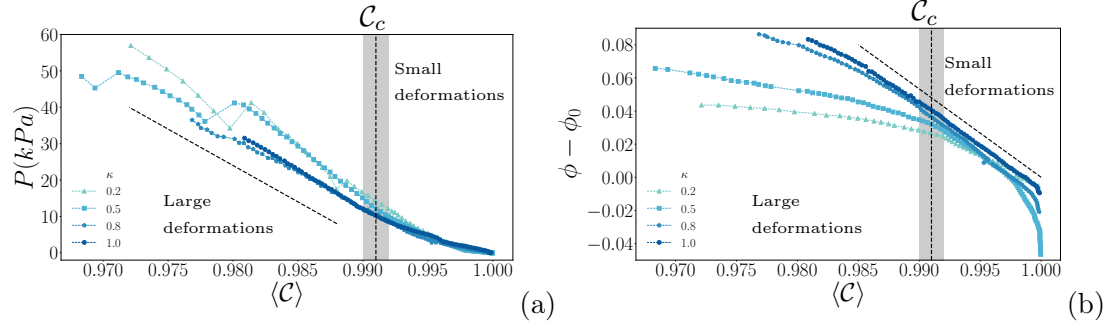 C_c
60
50
40
30
20
10
0
P(kPa)
Small
deformations
κ
0.2
0.5
0.8
1.0
Large
deformations
0.970
0.975
0.980
0.985
0.990
0.995
1.000
⟨C⟩
(a)
C_c
0.08
0.06
0.04
0.02
0.00
−0.02
−0.04
ϕ − ϕ_0
Small
deformations
κ
0.2
0.5
0.8
1.0
Large
deformations
0.970
0.975
0.980
0.985
0.990
0.995
1.000
⟨C⟩
(b)